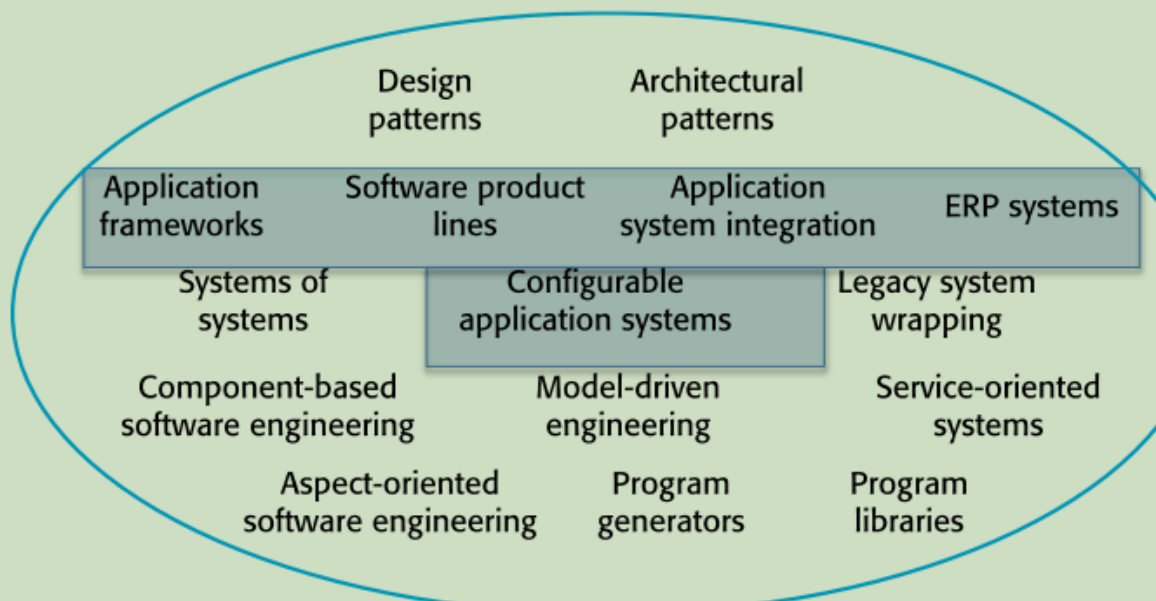 Design patterns
Architectural patterns
Application frameworks
Software product lines
Application system integration
ERP systems
Systems of systems
Configurable application systems
Legacy system wrapping
Component-based software engineering
Model-driven engineering
Service-oriented systems
Aspect-oriented software engineering
Program generators
Program libraries